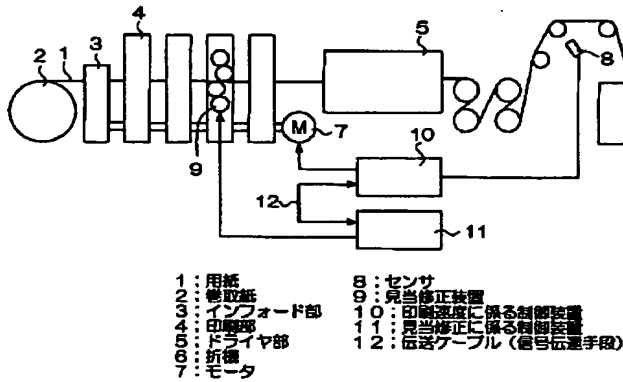 4
5
1
3
2
8
M
7
10
9
12
11
1:用紙
2:巻取紙
3:インフォード部
4:印刷部
5:ドライヤ部
6:折機
7:モータ
8:センサ
9:見当修正装置
10:印刷速度に係る制御装置
11:見当修正に係る制御装置
12:伝送ケーブル(信号伝達手段)